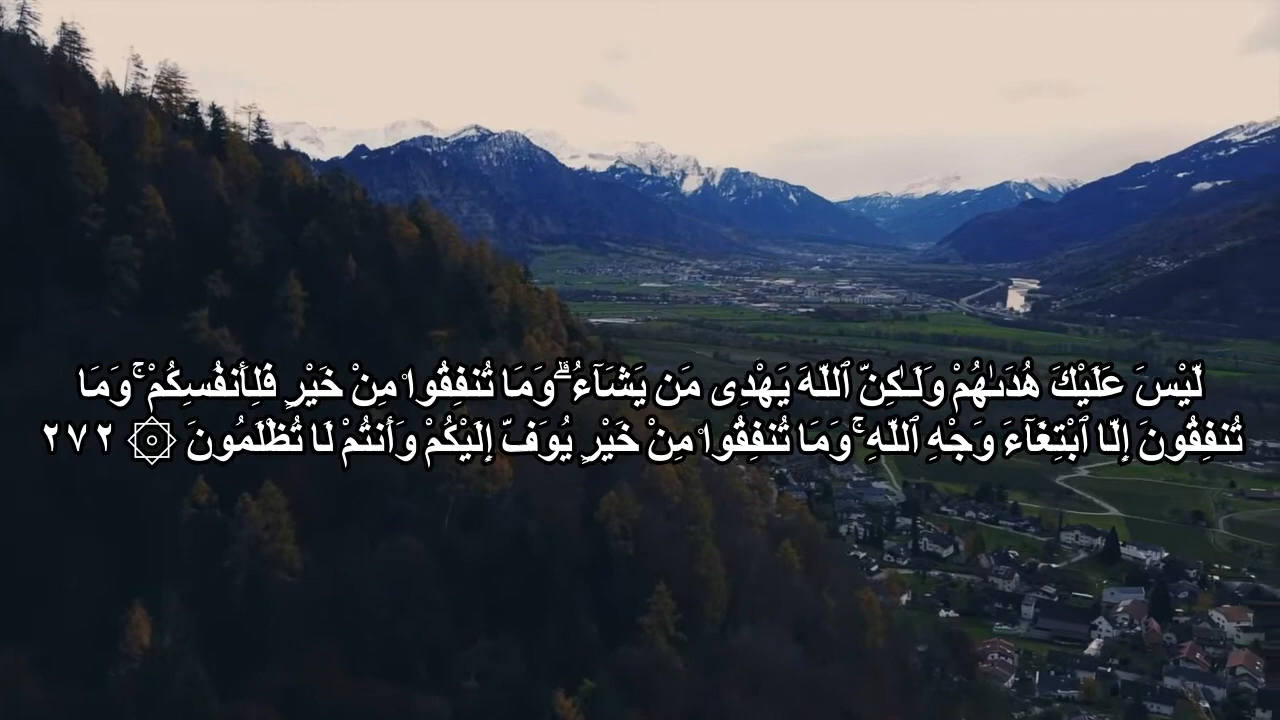 لَّيْسَ عَلَيْكَ هُدَىٰهُمْ وَلَٰكِنَّ ٱللَّهَ يَهْدِى مَن يَشَآءُ ۗ وَمَا تُنفِقُوا۟ مِنْ خَيْرٍ فَلِأَنفُسِكُمْ ۚ وَمَا
تُنفِقُونَ إِلَّا ٱبْتِغَآءَ وَجْهِ ٱللَّهِ ۚ وَمَا تُنفِقُوا۟ مِنْ خَيْرٍ يُوَفَّ إِلَيْكُمْ وَأَنتُمْ لَا تُظْلَمُونَ ۞ ٢٧٢